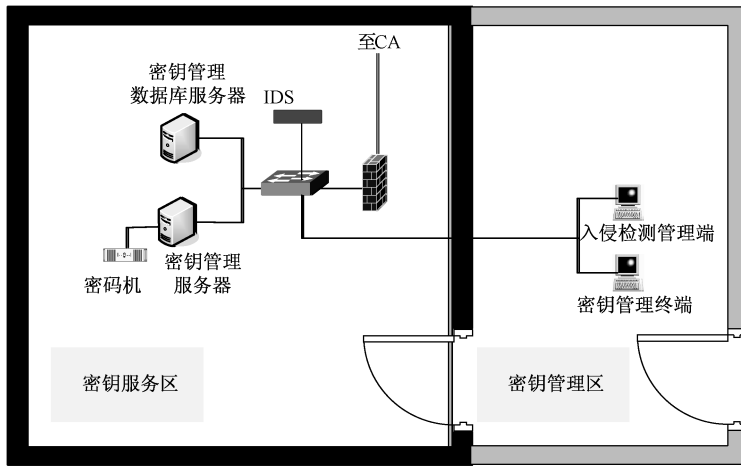 至CA
密钥管理
数据库服务器
IDS
密码机
密钥管理
服务器
入侵检测管理端
密钥管理终端
密钥服务区
密钥管理区